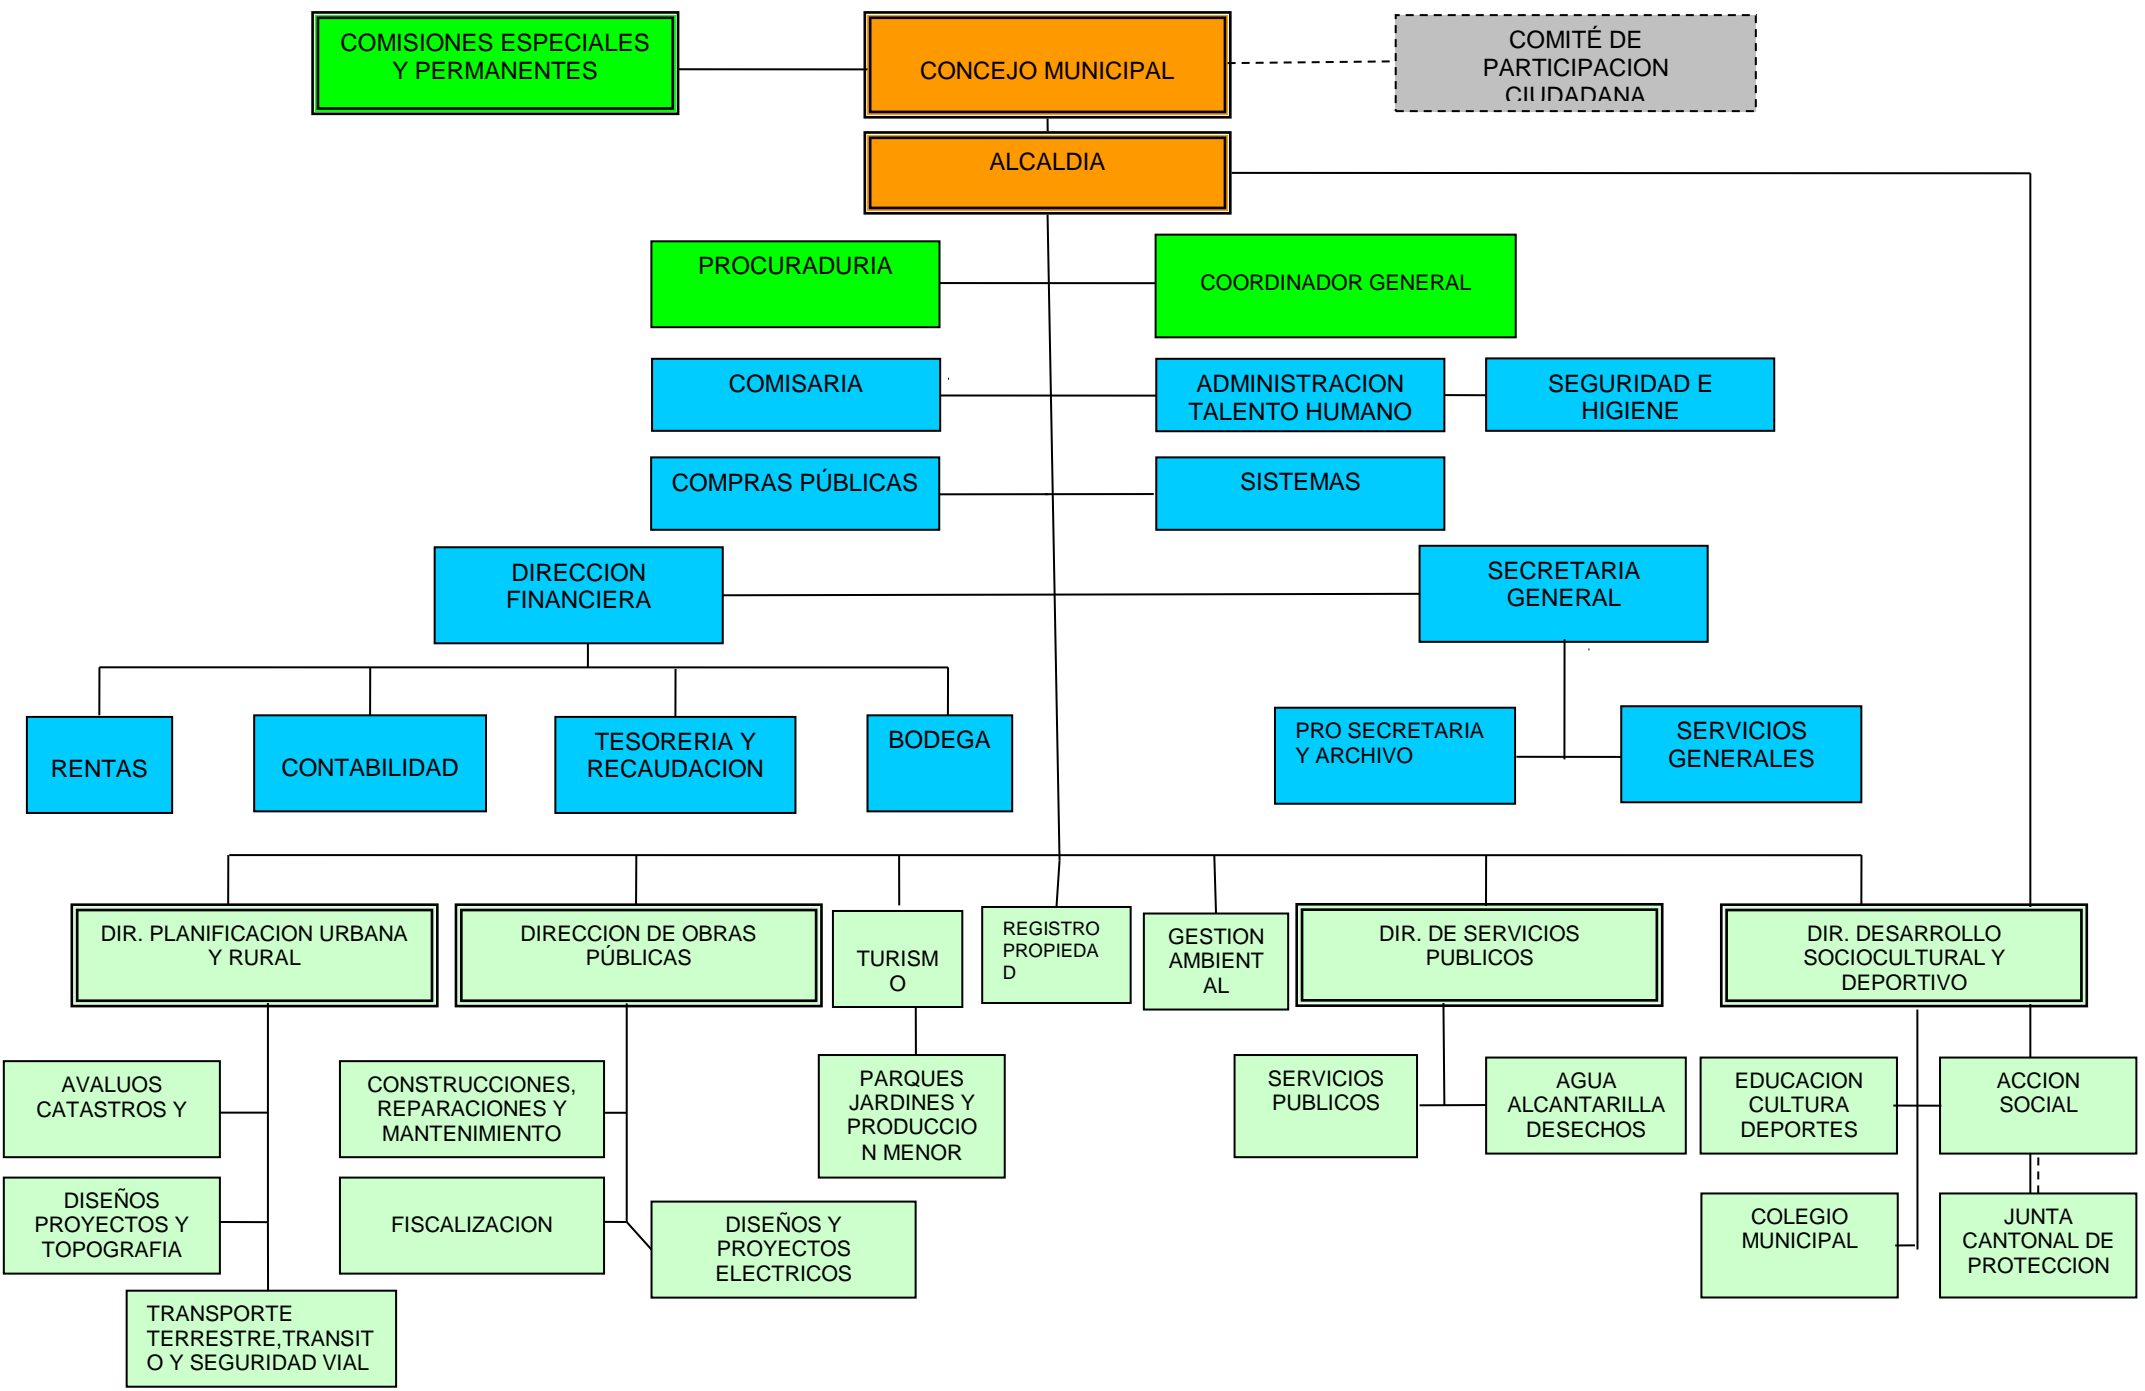 COMISIONES ESPECIALES
Y PERMANENTES
CONCEJO MUNICIPAL
COMITÉ DE
PARTICIPACION
CIUDADANA
ALCALDIA
PROCURADURIA
COORDINADOR GENERAL
COMISARIA
ADMINISTRACION
TALENTO HUMANO
SEGURIDAD E
HIGIENE
COMPRAS PÚBLICAS
SISTEMAS
DIRECCION
FINANCIERA
SECRETARIA
GENERAL
RENTAS
CONTABILIDAD
TESORERIA Y
RECAUDACION
BODEGA
PRO SECRETARIA
Y ARCHIVO
SERVICIOS
GENERALES
DIR. PLANIFICACION URBANA
Y RURAL
DIRECCION DE OBRAS
PÚBLICAS
TURISM
O
REGISTRO
PROPIEDA
D
GESTION
AMBIENT
AL
DIR. DE SERVICIOS
PUBLICOS
DIR. DESARROLLO
SOCIOCULTURAL Y
DEPORTIVO
AVALUOS
CATASTROS Y
CONSTRUCCIONES,
REPARACIONES Y
MANTENIMIENTO
PARQUES
JARDINES Y
PRODUCCIO
N MENOR
SERVICIOS
PUBLICOS
AGUA
ALCANTARILLA
DESECHOS
EDUCACION
CULTURA
DEPORTES
ACCION
SOCIAL
DISEÑOS
PROYECTOS Y
TOPOGRAFIA
FISCALIZACION
DISEÑOS Y
PROYECTOS
ELECTRICOS
COLEGIO
MUNICIPAL
JUNTA
CANTONAL DE
PROTECCION
TRANSPORTE
TERRESTRE,TRANSIT
O Y SEGURIDAD VIAL